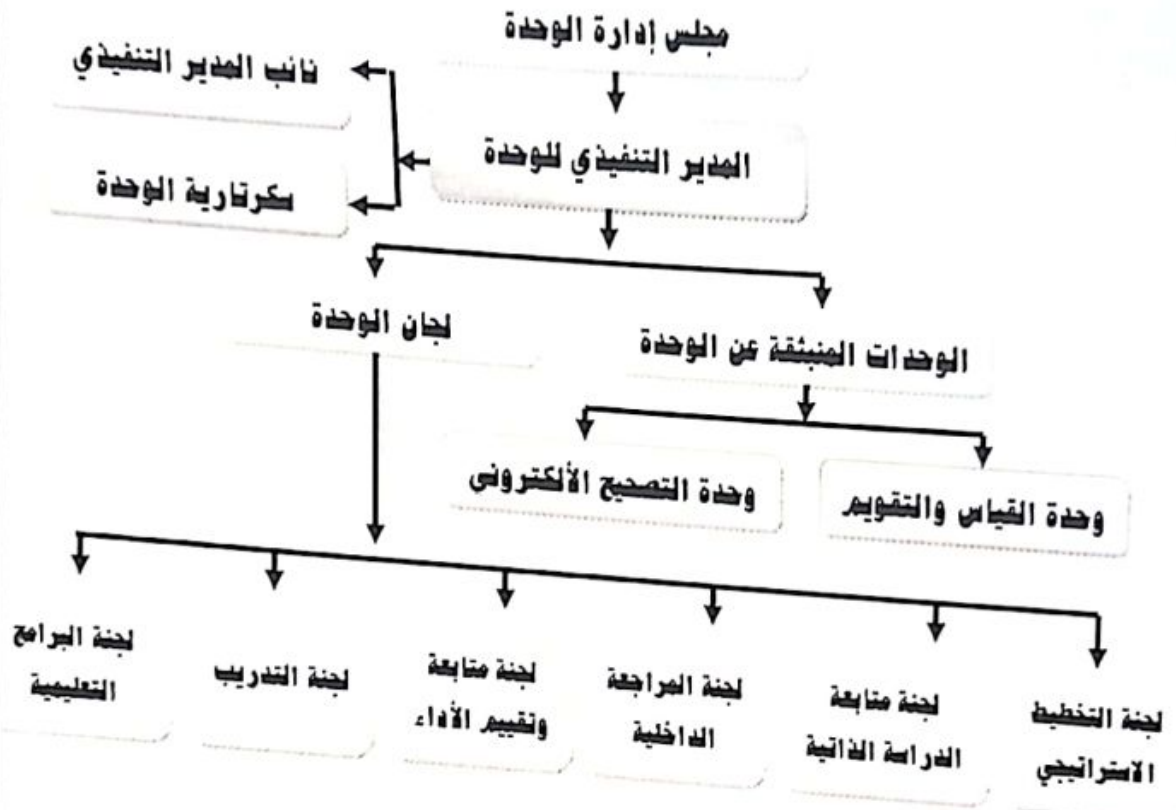 مجلس إدارة الوحدة
نائب المدير التنفيذي
المدير التنفيذي للوحدة
سكرتارية الوحدة
لجان الوحدة
الوحدات المنبثقة عن الوحدة
وحدة القياس والتقويم
وحدة التصحيح الألكتروني
لجنة التخطيط
الاستراتيجي
لجنة متابعة
الدراسة الذاتية
لجنة المراجعة
الداخلية
لجنة متابعة
وتقييم الأداء
لجنة التدريب
لجنة البرامج
التعليمية